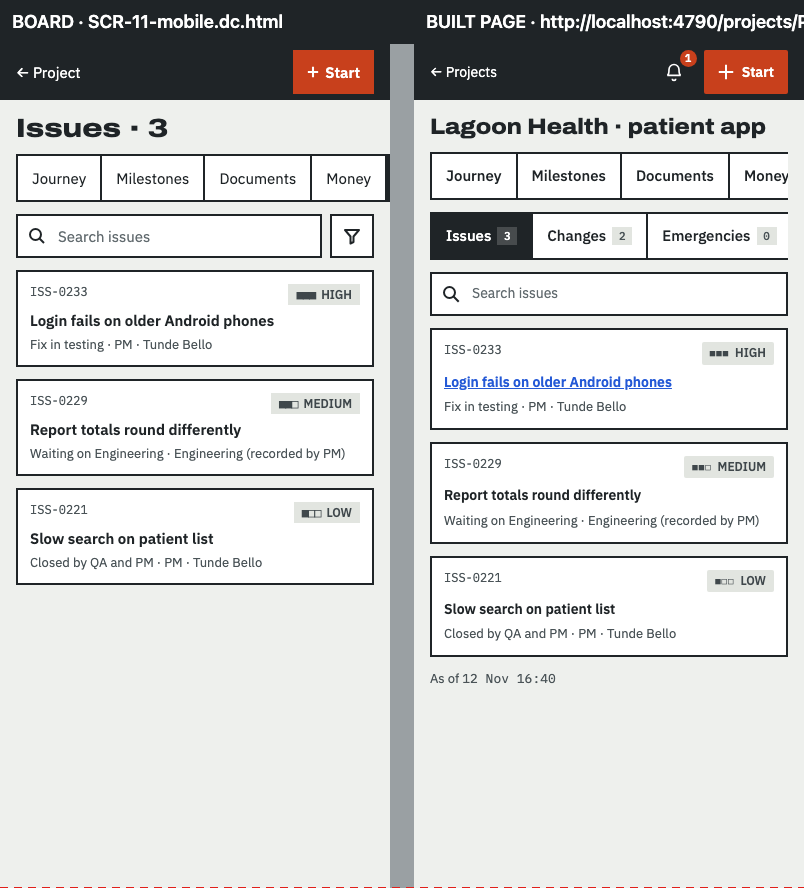 BOARD · SCR-11-mobile.dc.html
← Project
+ Start
Issues · 3
Journey
Milestones
Documents
Money
Search issues
ISS-0233
HIGH
Login fails on older Android phones
Fix in testing · PM · Tunde Bello
ISS-0229
MEDIUM
Report totals round differently
Waiting on Engineering · Engineering (recorded by PM)
ISS-0221
LOW
Slow search on patient list
Closed by QA and PM · PM · Tunde Bello
BUILT PAGE · http://localhost:4790/projects/
← Projects
1
+ Start
Lagoon Health · patient app
Journey
Milestones
Documents
Money
Issues 3
Changes 2
Emergencies 0
Search issues
ISS-0233
HIGH
Login fails on older Android phones
Fix in testing · PM · Tunde Bello
ISS-0229
MEDIUM
Report totals round differently
Waiting on Engineering · Engineering (recorded by PM)
ISS-0221
LOW
Slow search on patient list
Closed by QA and PM · PM · Tunde Bello
As of 12 Nov 16:40